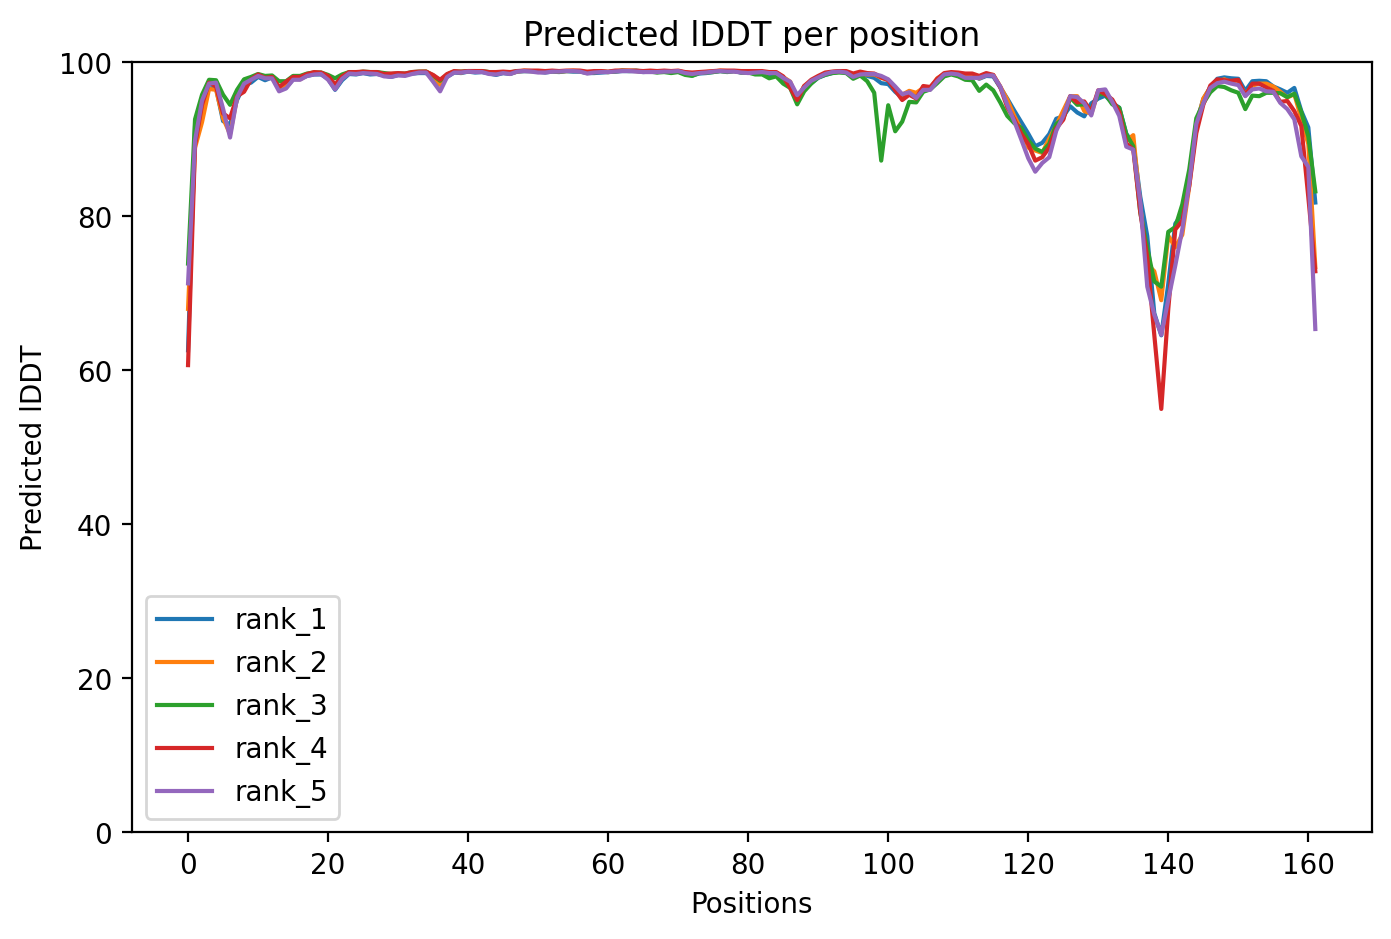 Predicted lDDT per position
100
80
60
40
20
0
Predicted lDDT
rank_1
rank_2
rank_3
rank_4
rank_5
0 20 40 60 80 100 120 140 160
Positions